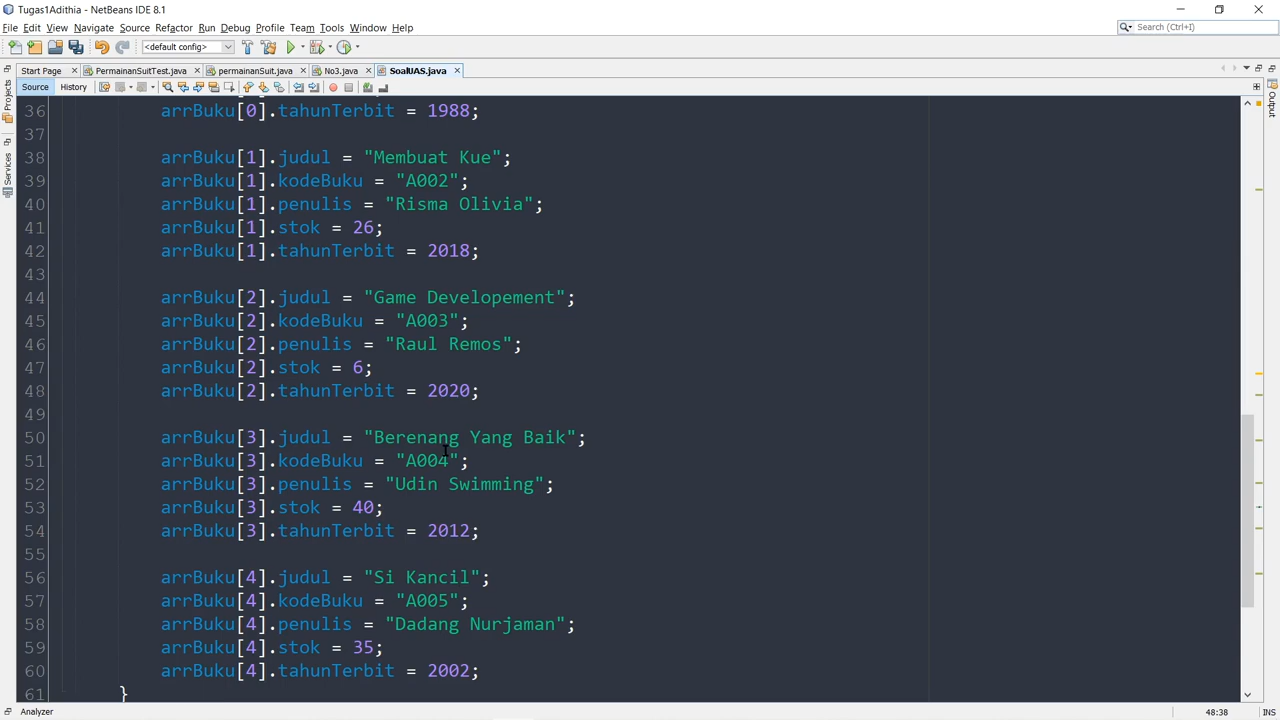 Tugas1Adithia - NetBeans IDE 8.1
File Edit View Navigate Source Refactor Run Debug Profile Team Tools Window Help
Search (Ctrl+I)
<default config>
Start Page PermainanSuitTest.java permainanSuit.java No3.java SoalUAS.java
Source History
Projects
Services
Output
36 arrBuku[0].tahunTerbit = 1988;
37
38 arrBuku[1].judul = "Membuat Kue";
39 arrBuku[1].kodeBuku = "A002";
40 arrBuku[1].penulis = "Risma Olivia";
41 arrBuku[1].stok = 26;
42 arrBuku[1].tahunTerbit = 2018;
43
44 arrBuku[2].judul = "Game Developement";
45 arrBuku[2].kodeBuku = "A003";
46 arrBuku[2].penulis = "Raul Remos";
47 arrBuku[2].stok = 6;
48 arrBuku[2].tahunTerbit = 2020;
49
50 arrBuku[3].judul = "Berenang Yang Baik";
51 arrBuku[3].kodeBuku = "A004";
52 arrBuku[3].penulis = "Udin Swimming";
53 arrBuku[3].stok = 40;
54 arrBuku[3].tahunTerbit = 2012;
55
56 arrBuku[4].judul = "Si Kancil";
57 arrBuku[4].kodeBuku = "A005";
58 arrBuku[4].penulis = "Dadang Nurjaman";
59 arrBuku[4].stok = 35;
60 arrBuku[4].tahunTerbit = 2002;
61 }
Analyzer
48:38 INS